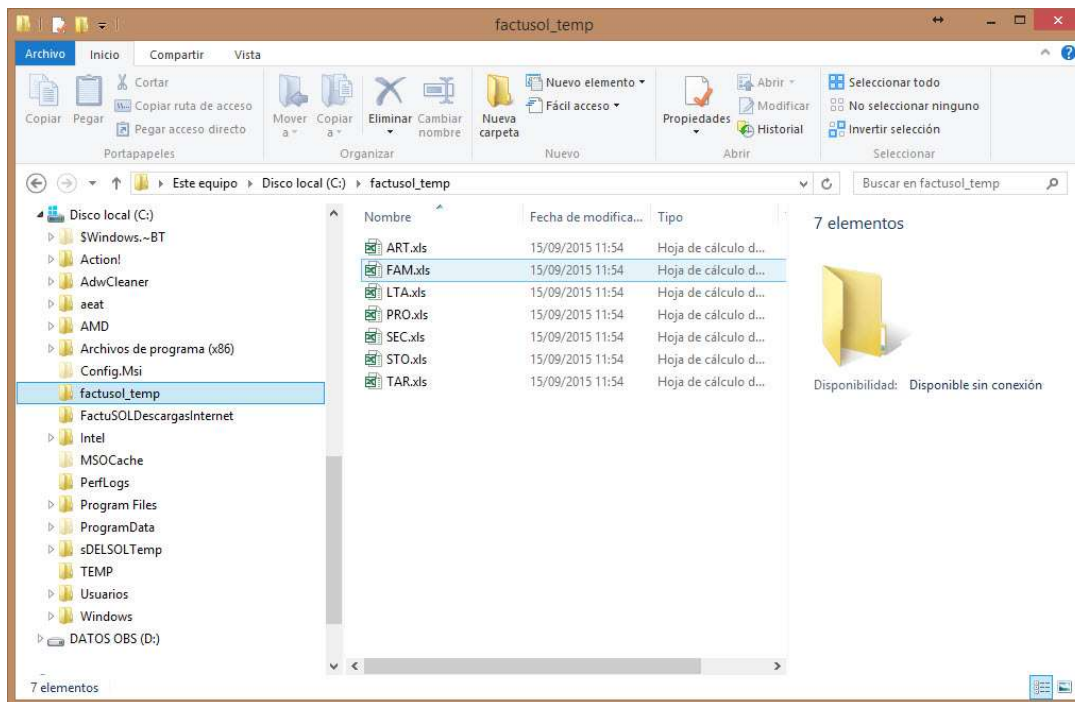 factusol_temp
Archivo Inicio Compartir Vista
Copiar Pegar Cortar Copiar ruta de acceso Pegar acceso directo
Mover a Copiar a Eliminar Cambiar nombre
Nueva carpeta Nuevo elemento Fácil acceso
Propiedades Abrir Modificar Historial
Seleccionar todo No seleccionar ninguno Invertir selección
Portapapeles Organizar Nuevo Abrir Seleccionar
Este equipo Disco local (C:) factusol_temp Buscar en factusol_temp
Disco local (C:)
$Windows.~BT
Action!
AdwCleaner
aeat
AMD
Archivos de programa (x86)
Config.Msi
factusol_temp
FactuSOLDescargasInternet
Intel
MSOCache
PerfLogs
Program Files
ProgramData
sDELSOLTemp
TEMP
Usuarios
Windows
DATOS OBS (D:)
Nombre Fecha de modifica... Tipo
ART.xls 15/09/2015 11:54 Hoja de cálculo d...
FAM.xls 15/09/2015 11:54 Hoja de cálculo d...
LTA.xls 15/09/2015 11:54 Hoja de cálculo d...
PRO.xls 15/09/2015 11:54 Hoja de cálculo d...
SEC.xls 15/09/2015 11:54 Hoja de cálculo d...
STO.xls 15/09/2015 11:54 Hoja de cálculo d...
TAR.xls 15/09/2015 11:54 Hoja de cálculo d...
7 elementos
Disponibilidad: Disponible sin conexión
7 elementos